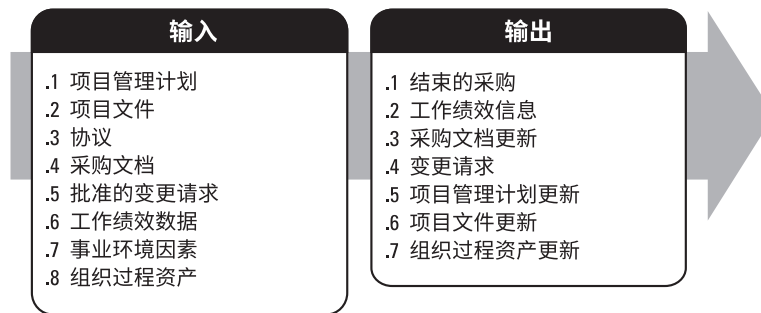 输入
.1 项目管理计划
.2 项目文件
.3 协议
.4 采购文档
.5 批准的变更请求
.6 工作绩效数据
.7 事业环境因素
.8 组织过程资产
输出
.1 结束的采购
.2 工作绩效信息
.3 采购文档更新
.4 变更请求
.5 项目管理计划更新
.6 项目文件更新
.7 组织过程资产更新